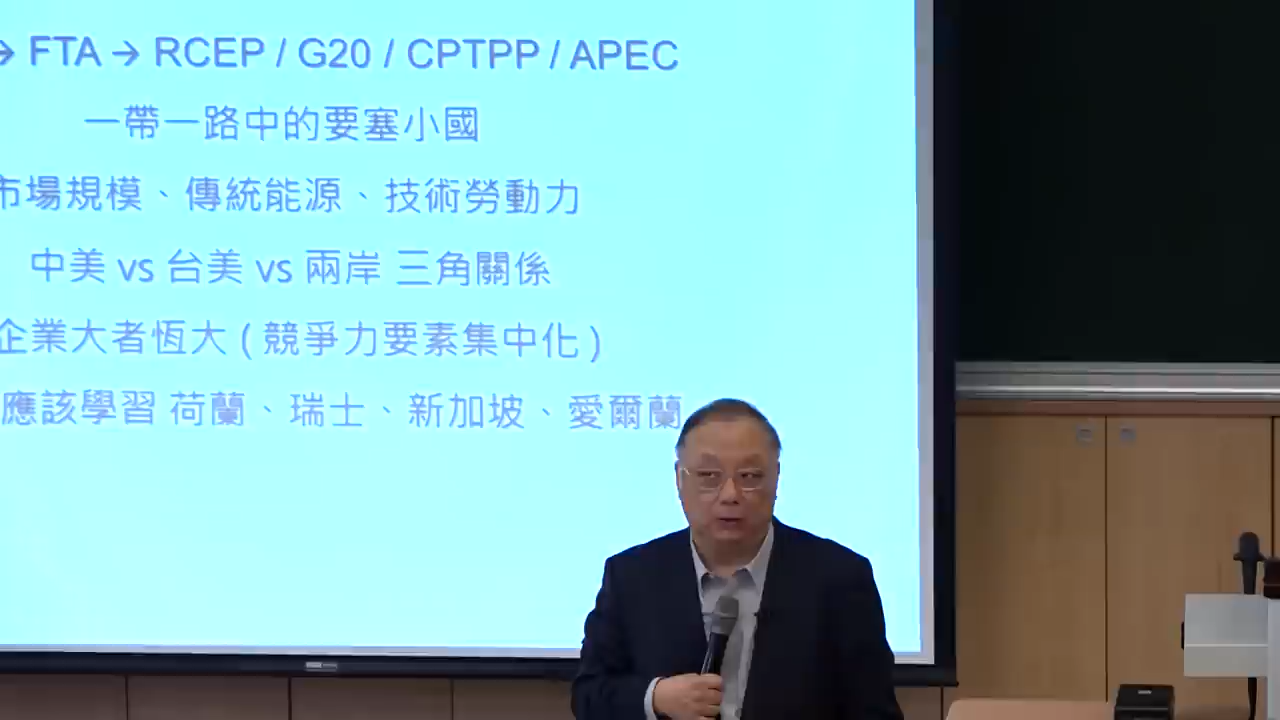 → FTA → RCEP / G20 / CPTPP / APEC
一帶一路中的要塞小國
市場規模、傳統能源、技術勞動力
中美 vs 台美 vs 兩岸 三角關係
企業大者恆大 ( 競爭力要素集中化 )
應該學習 荷蘭、瑞士、新加坡、愛爾蘭